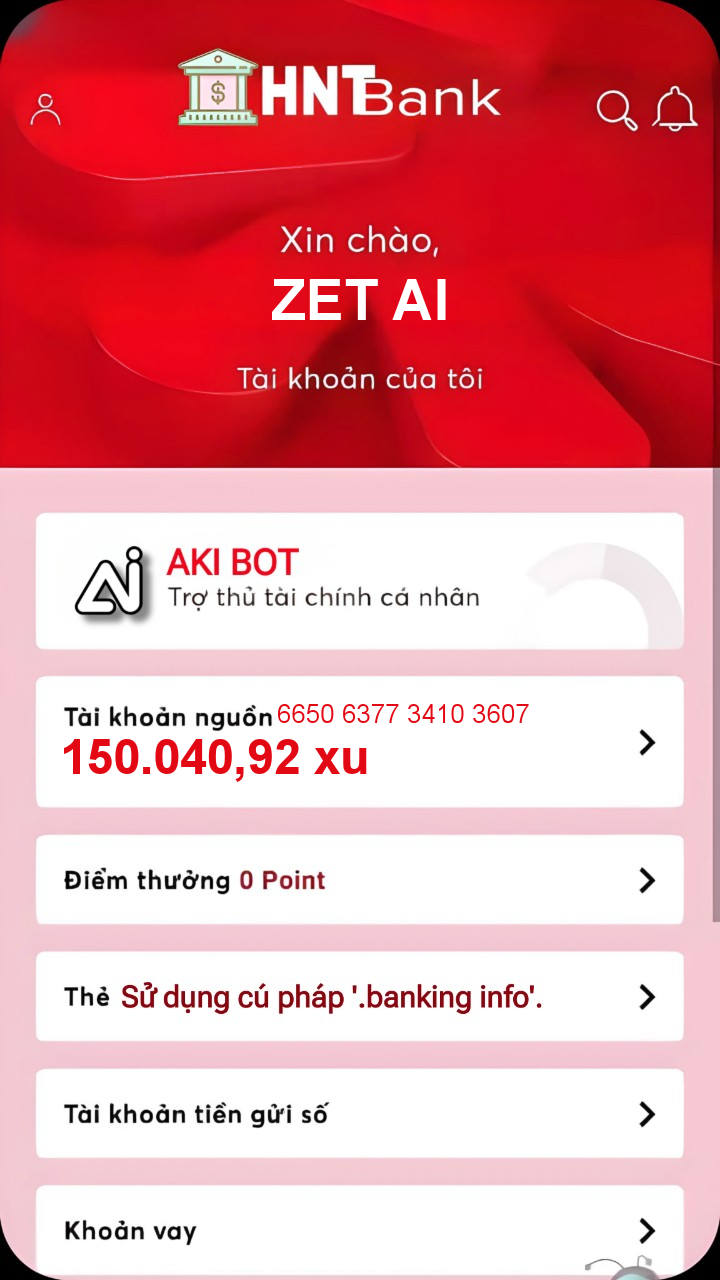 HNTBank
Xin chào,
ZET AI
Tài khoản của tôi
AKI BOT
Trợ thủ tài chính cá nhân
Tài khoản nguồn 6650 6377 3410 3607
150.040,92 xu
Điểm thưởng 0 Point
Thẻ Sử dụng cú pháp '.banking info'.
Tài khoản tiền gửi số
Khoản vay